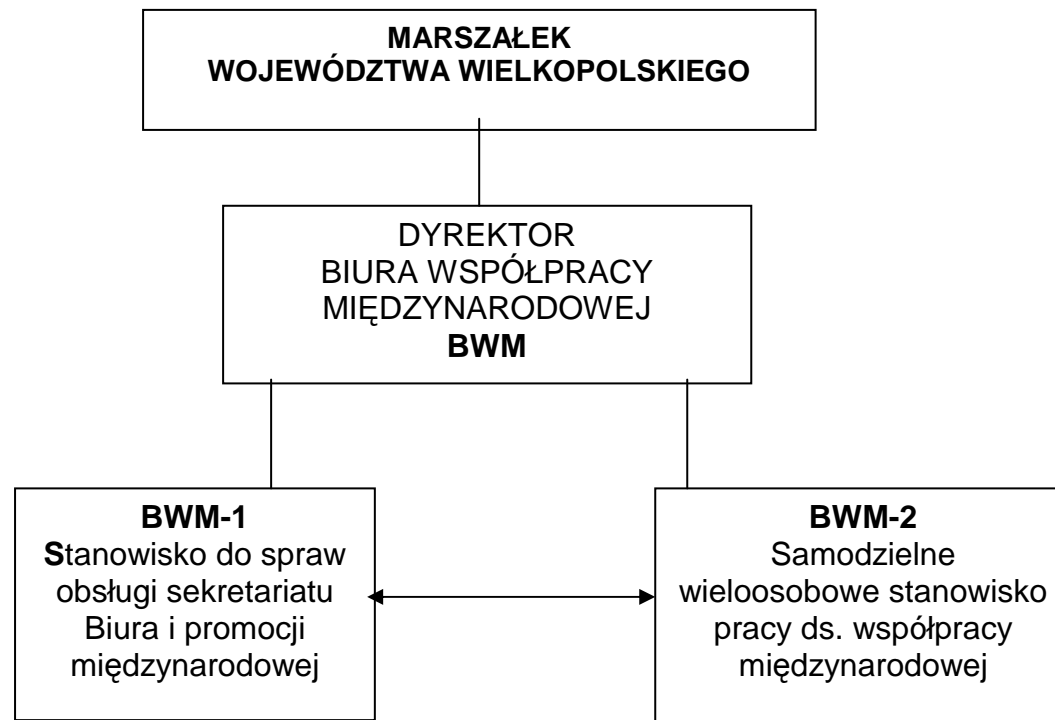 MARSZAŁEK
WOJEWÓDZTWA WIELKOPOLSKIEGO
DYREKTOR
BIURA WSPÓŁPRACY
MIĘDZYNARODOWEJ
BWM
BWM-1
Stanowisko do spraw
obsługi sekretariatu
Biura i promocji
międzynarodowej
BWM-2
Samodzielne
wieloosobowe stanowisko
pracy ds. współpracy
międzynarodowej